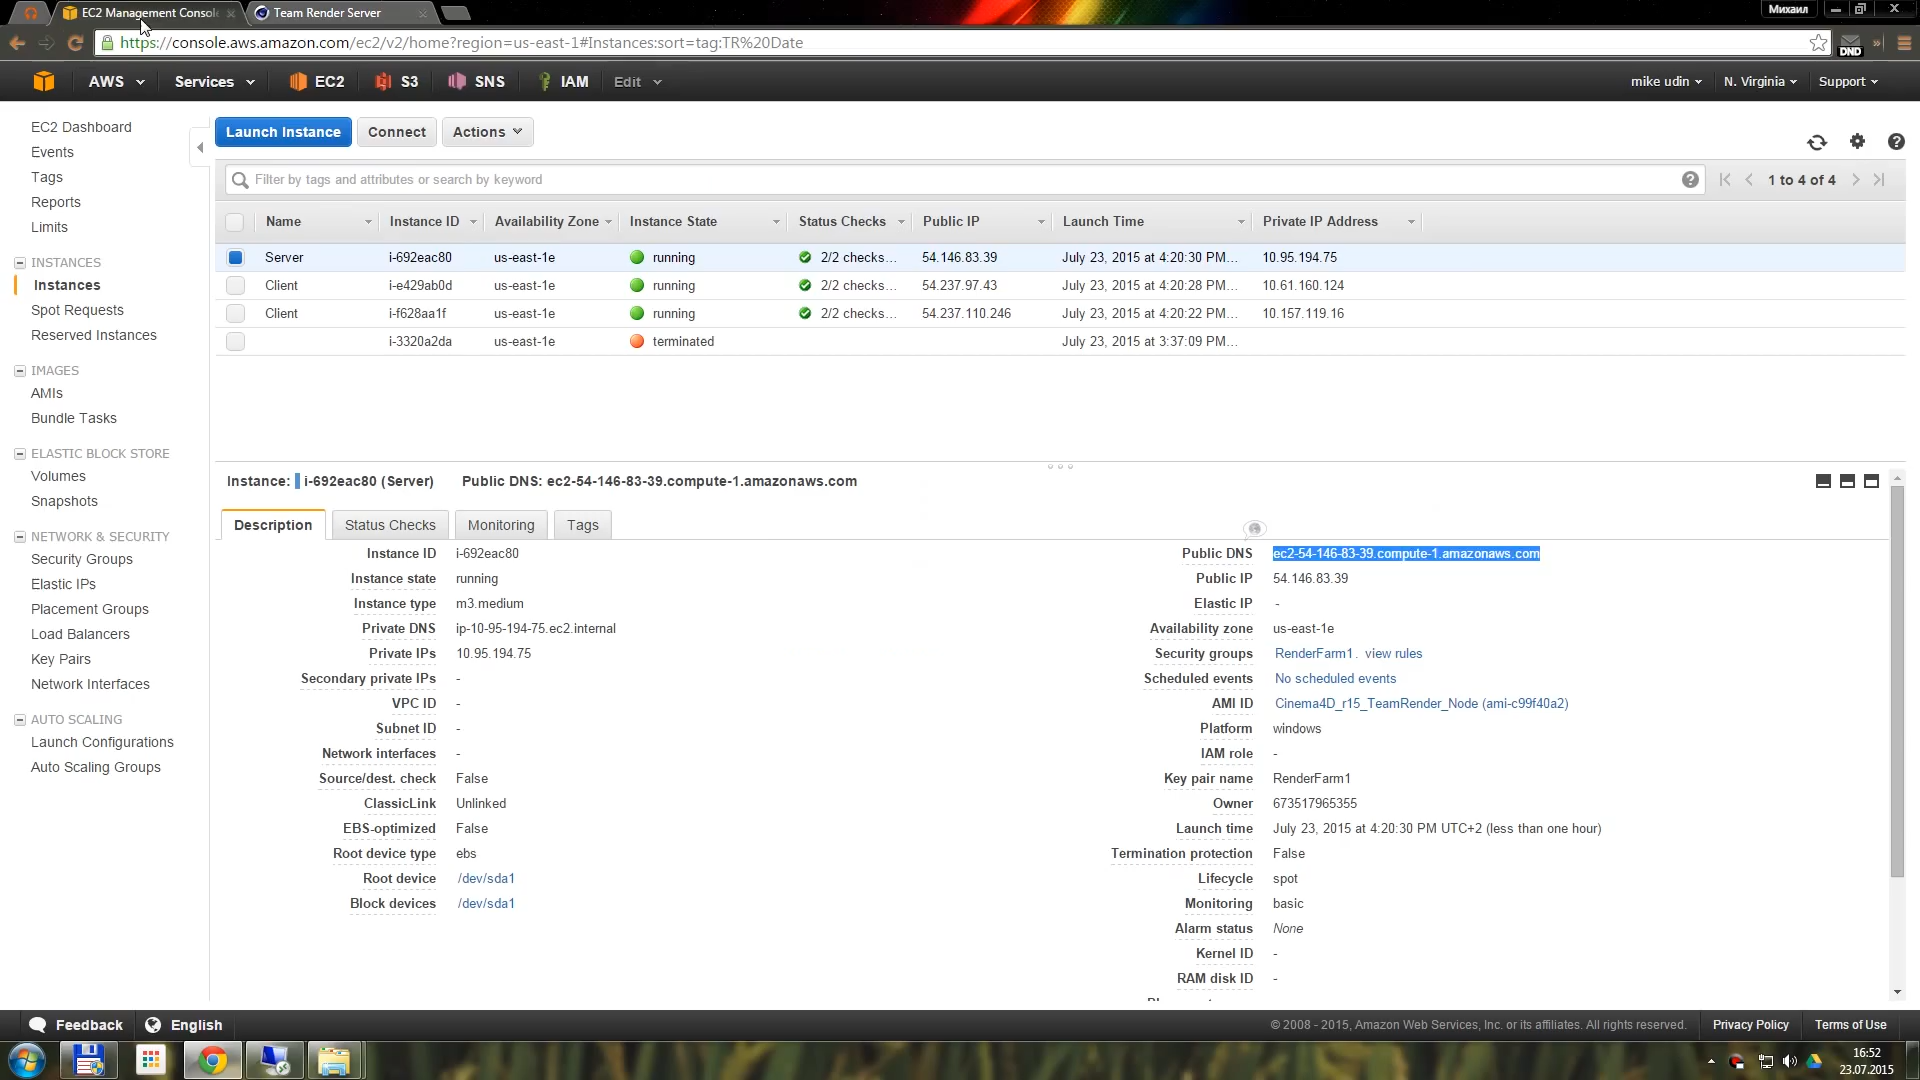 EC2 Management Consol
Team Render Server
Михаил
https://console.aws.amazon.com/ec2/v2/home?region=us-east-1#Instances:sort=tag:TR%20Date
DND
»
AWS
Services
EC2
S3
SNS
IAM
Edit
mike udin
N. Virginia
Support
EC2 Dashboard
Events
Tags
Reports
Limits
INSTANCES
Instances
Spot Requests
Reserved Instances
IMAGES
AMIs
Bundle Tasks
ELASTIC BLOCK STORE
Volumes
Snapshots
NETWORK & SECURITY
Security Groups
Elastic IPs
Placement Groups
Load Balancers
Key Pairs
Network Interfaces
AUTO SCALING
Launch Configurations
Auto Scaling Groups
Launch Instance
Connect
Actions
Filter by tags and attributes or search by keyword
1 to 4 of 4
Name Instance ID Availability Zone Instance State Status Checks Public IP Launch Time Private IP Address
Server i-692eac80 us-east-1e running 2/2 checks... 54.146.83.39 July 23, 2015 at 4:20:30 PM... 10.95.194.75
Client i-e429ab0d us-east-1e running 2/2 checks... 54.237.97.43 July 23, 2015 at 4:20:28 PM... 10.61.160.124
Client i-f628aa1f us-east-1e running 2/2 checks... 54.237.110.246 July 23, 2015 at 4:20:22 PM... 10.157.119.16
i-3320a2da us-east-1e terminated July 23, 2015 at 3:37:09 PM...
Instance: i-692eac80 (Server) Public DNS: ec2-54-146-83-39.compute-1.amazonaws.com
Description
Status Checks
Monitoring
Tags
Instance ID i-692eac80
Instance state running
Instance type m3.medium
Private DNS ip-10-95-194-75.ec2.internal
Private IPs 10.95.194.75
Secondary private IPs -
VPC ID -
Subnet ID -
Network interfaces -
Source/dest. check False
ClassicLink Unlinked
EBS-optimized False
Root device type ebs
Root device /dev/sda1
Block devices /dev/sda1
Public DNS ec2-54-146-83-39.compute-1.amazonaws.com
Public IP 54.146.83.39
Elastic IP -
Availability zone us-east-1e
Security groups RenderFarm1. view rules
Scheduled events No scheduled events
AMI ID Cinema4D_r15_TeamRender_Node (ami-c99f40a2)
Platform windows
IAM role -
Key pair name RenderFarm1
Owner 673517965355
Launch time July 23, 2015 at 4:20:30 PM UTC+2 (less than one hour)
Termination protection False
Lifecycle spot
Monitoring basic
Alarm status None
Kernel ID -
RAM disk ID -
Feedback
English
© 2008 - 2015, Amazon Web Services, Inc. or its affiliates. All rights reserved.
Privacy Policy
Terms of Use
16:52
23.07.2015